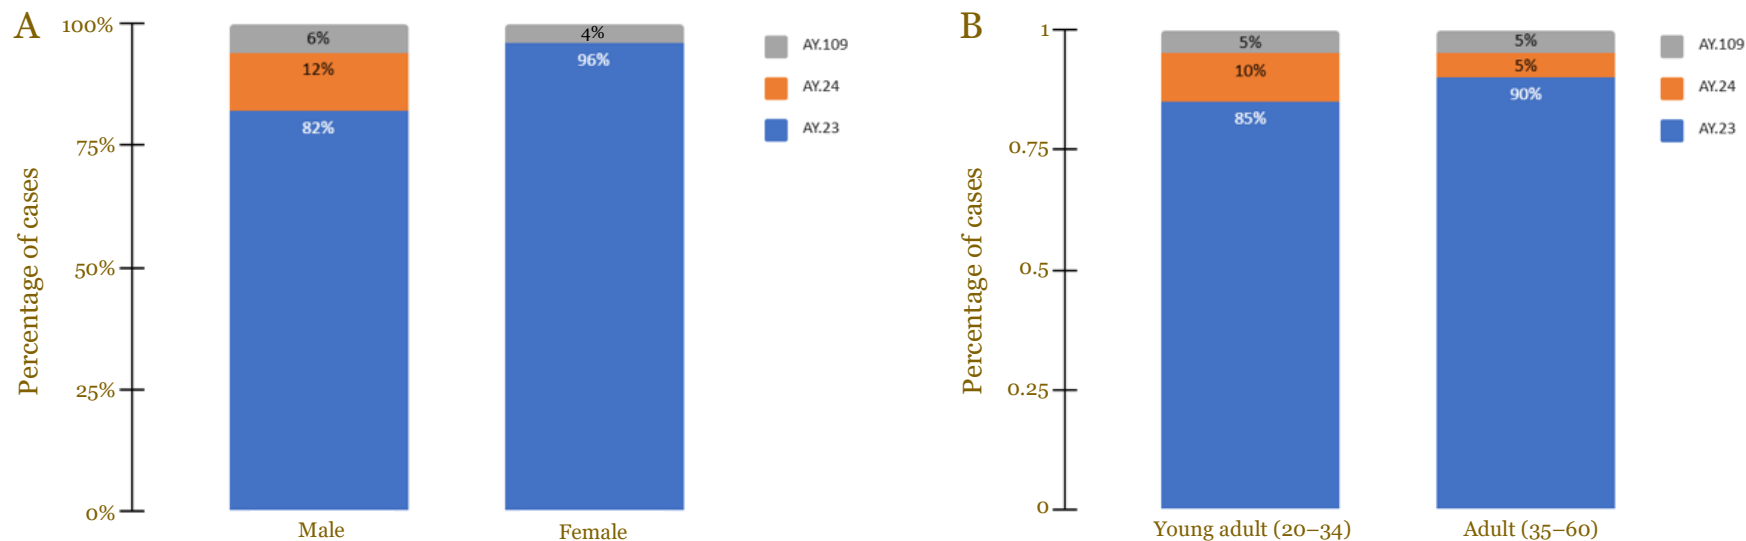 A
Percentage of cases
100%
75%
50%
25%
0%
6%
12%
82%
4%
96%
Male
Female
AY.109
AY.24
AY.23
B
Percentage of cases
1
0.75
0.5
0.25
0
5%
10%
85%
5%
5%
90%
Young adult (20–34)
Adult (35–60)
AY.109
AY.24
AY.23